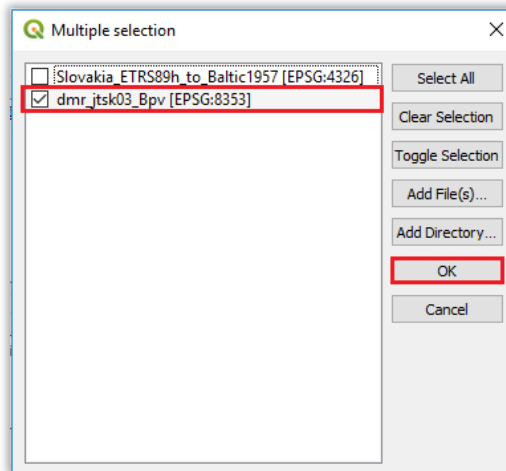 Multiple selection
Slovakia_ETRS89h_to_Baltic1957 [EPSG:4326]
dmr_jtsk03_Bpv [EPSG:8353]
Select All
Clear Selection
Toggle Selection
Add File(s)...
Add Directory...
OK
Cancel